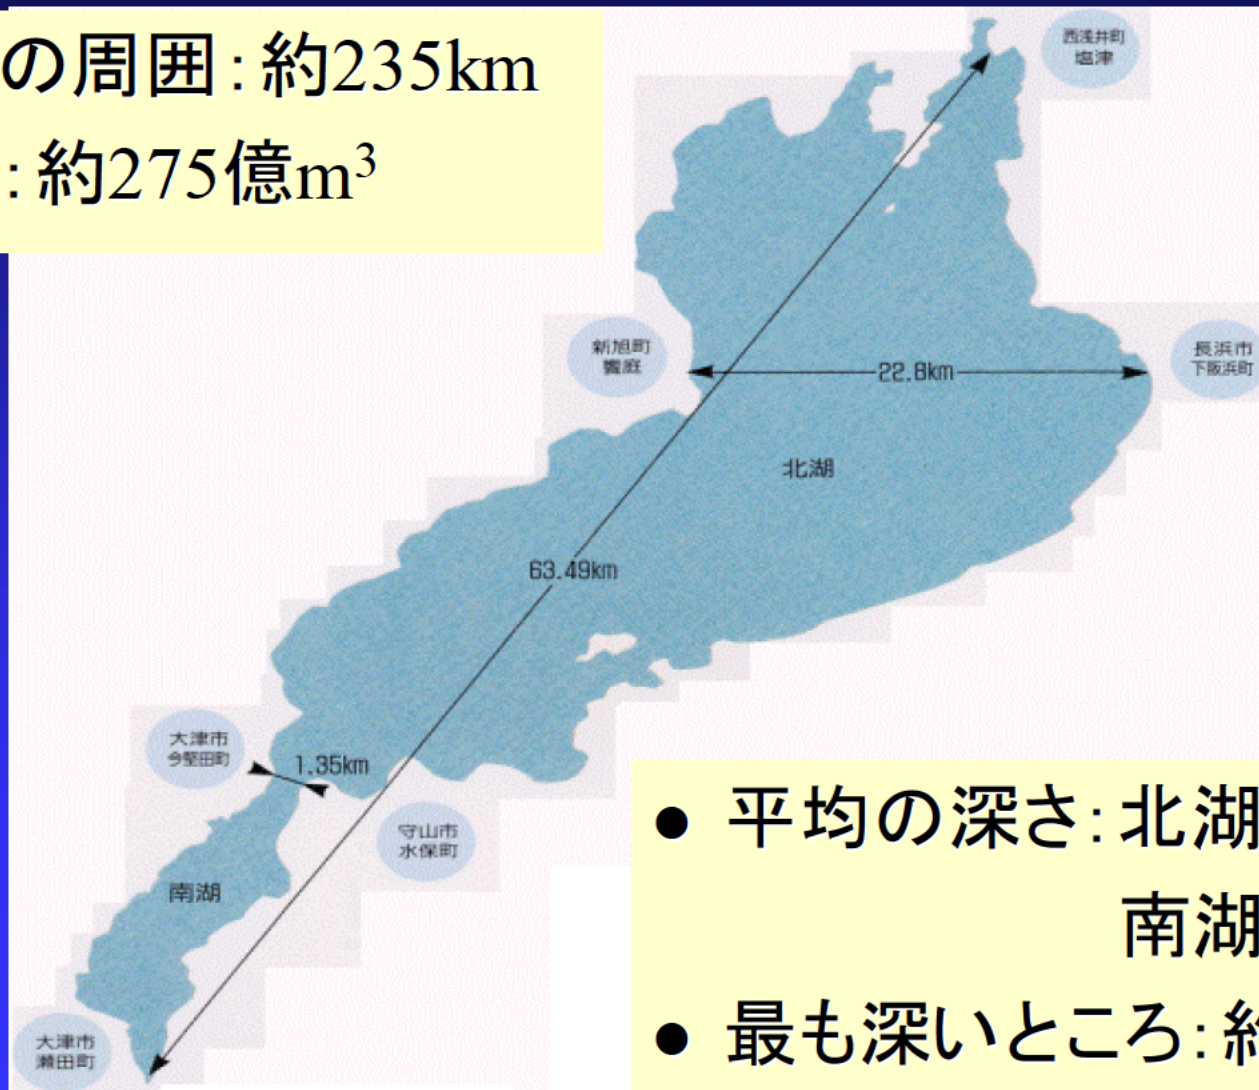 の周囲:約235km
:約275億m³
西浅井町
塩津
新旭町
饗庭
22.8km
長浜市
下阪浜町
北湖
63.49km
大津市
今堅田町
1.35km
守山市
水保町
南湖
大津市
瀬田町
● 平均の深さ:北湖
南湖
● 最も深いところ:約